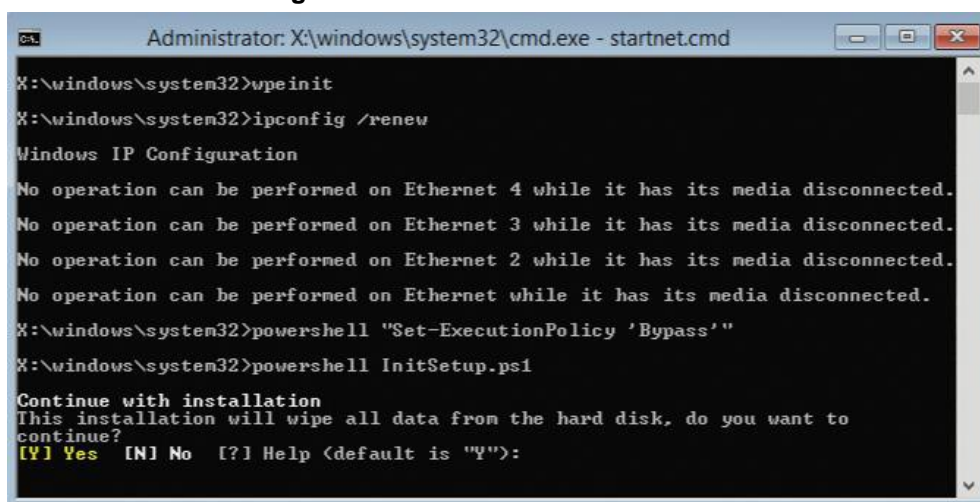 Administrator: X:\windows\system32\cmd.exe - startnet.cmd
X:\windows\system32>wpeinit
X:\windows\system32>ipconfig /renew
Windows IP Configuration
No operation can be performed on Ethernet 4 while it has its media disconnected.
No operation can be performed on Ethernet 3 while it has its media disconnected.
No operation can be performed on Ethernet 2 while it has its media disconnected.
No operation can be performed on Ethernet while it has its media disconnected.
X:\windows\system32>powershell "Set-ExecutionPolicy 'Bypass'"
X:\windows\system32>powershell InitSetup.ps1
Continue with installation
This installation will wipe all data from the hard disk, do you want to
continue?
[Y] Yes  [N] No  [?] Help (default is "Y"):